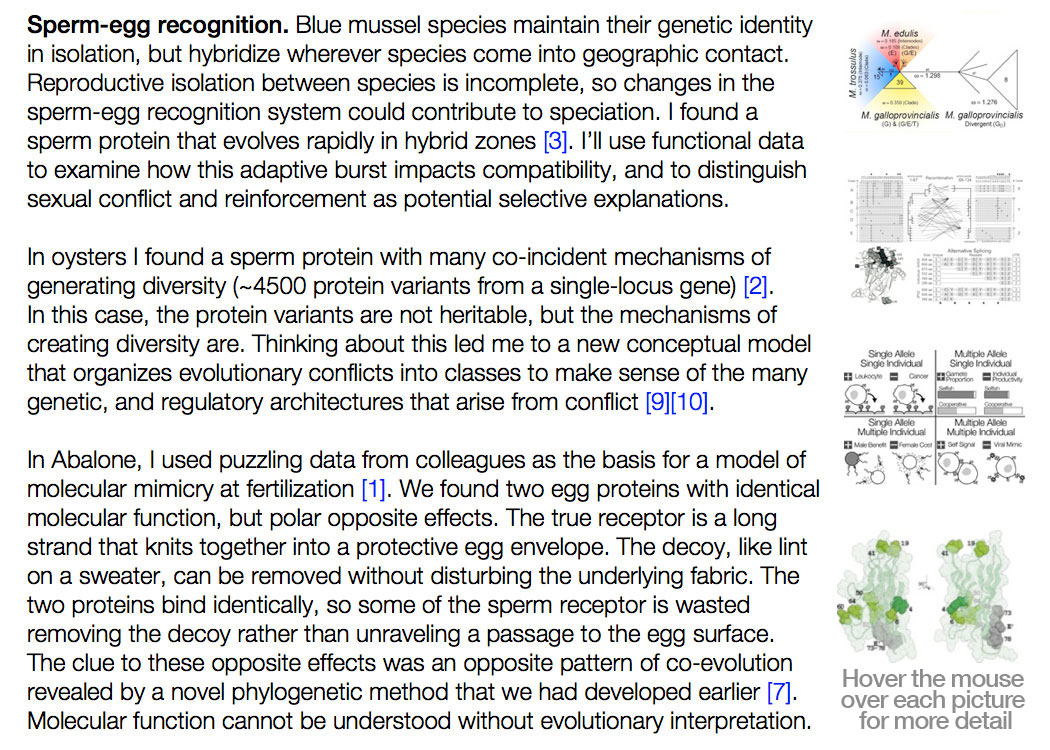 Sperm-egg recognition. Blue mussel species maintain their genetic identity
in isolation, but hybridize wherever species some into geographic contact.
Reproductive isolation between species is incomplete, so changes in the
sperm-egg recognition system could contribute to speciation. I found a
sperm protein that evolves rapidly in hybrid zones [3]. I’ll use functional data
to examine how this adaptive burst impacts compatibility, and to distinguish
sexual conflict and reinforcement as potential selective explanations.
In oysters I found a sperm protein with many co-incident mechanisms of
generating diversity (~4500 protein variants from a single-locus gene) [2].
In this case, the protein variants are not heritable, but the mechanisms of
creating diversity are. Thinking about this led me to a new conceptual model
that organizes evolutionary conflicts into classes to make sense of the many
genetic, and regulatory architectures that arise from conflict [9][10].
In Abalone, I used puzzling data from colleagues as the basis for a model of
molecular mimicry at fertilization [1]. We found two egg proteins with identical
molecular function, but polar opposite effects. The true receptor is a long
strand that knits together into a protective egg envelope. The decoy, like lint
on a sweater, can be removed without disturbing the underlying fabric. The
two proteins bind identically, so some of the sperm receptor is wasted
removing the decoy rather than unraveling a passage to the egg surface.
The clue to these opposite effects was an opposite pattern of co-evolution
revealed by a novel phylogenetic method that we had developed earlier [7].
Molecular function cannot be understood without evolutionary interpretation.
M. edulis
(E) (G/E)
M. trossulus
15
39
ω = 1.298
8
ω = 1.276
M. galloprovincialis
(G) & (G/E/T)
M. galloprovincialis
Divergent (G_D)
Recombination
Alternative Splicing
Single Allele
Single Individual
Leukocyte
Cancer
Multiple Allele
Single Individual
Gamete
Proportion
Individual
Productivity
Selfish
Selfish
Cooperative
Cooperative
Single Allele
Multiple Individual
Male Benefit
Female Cost
Multiple Allele
Multiple Individual
Self Signal
Viral Mimic
41
19
41
19
60
4
4
73
78
Hover the mouse
over each picture
for more detail